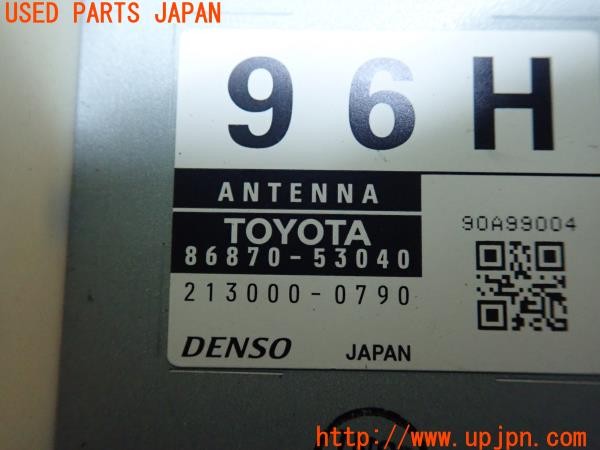 USED PARTS JAPAN
96H
ANTENNA
TOYOTA
86870-53040
90A99004
213000-0790
DENSO JAPAN
http://www.upjpn.com